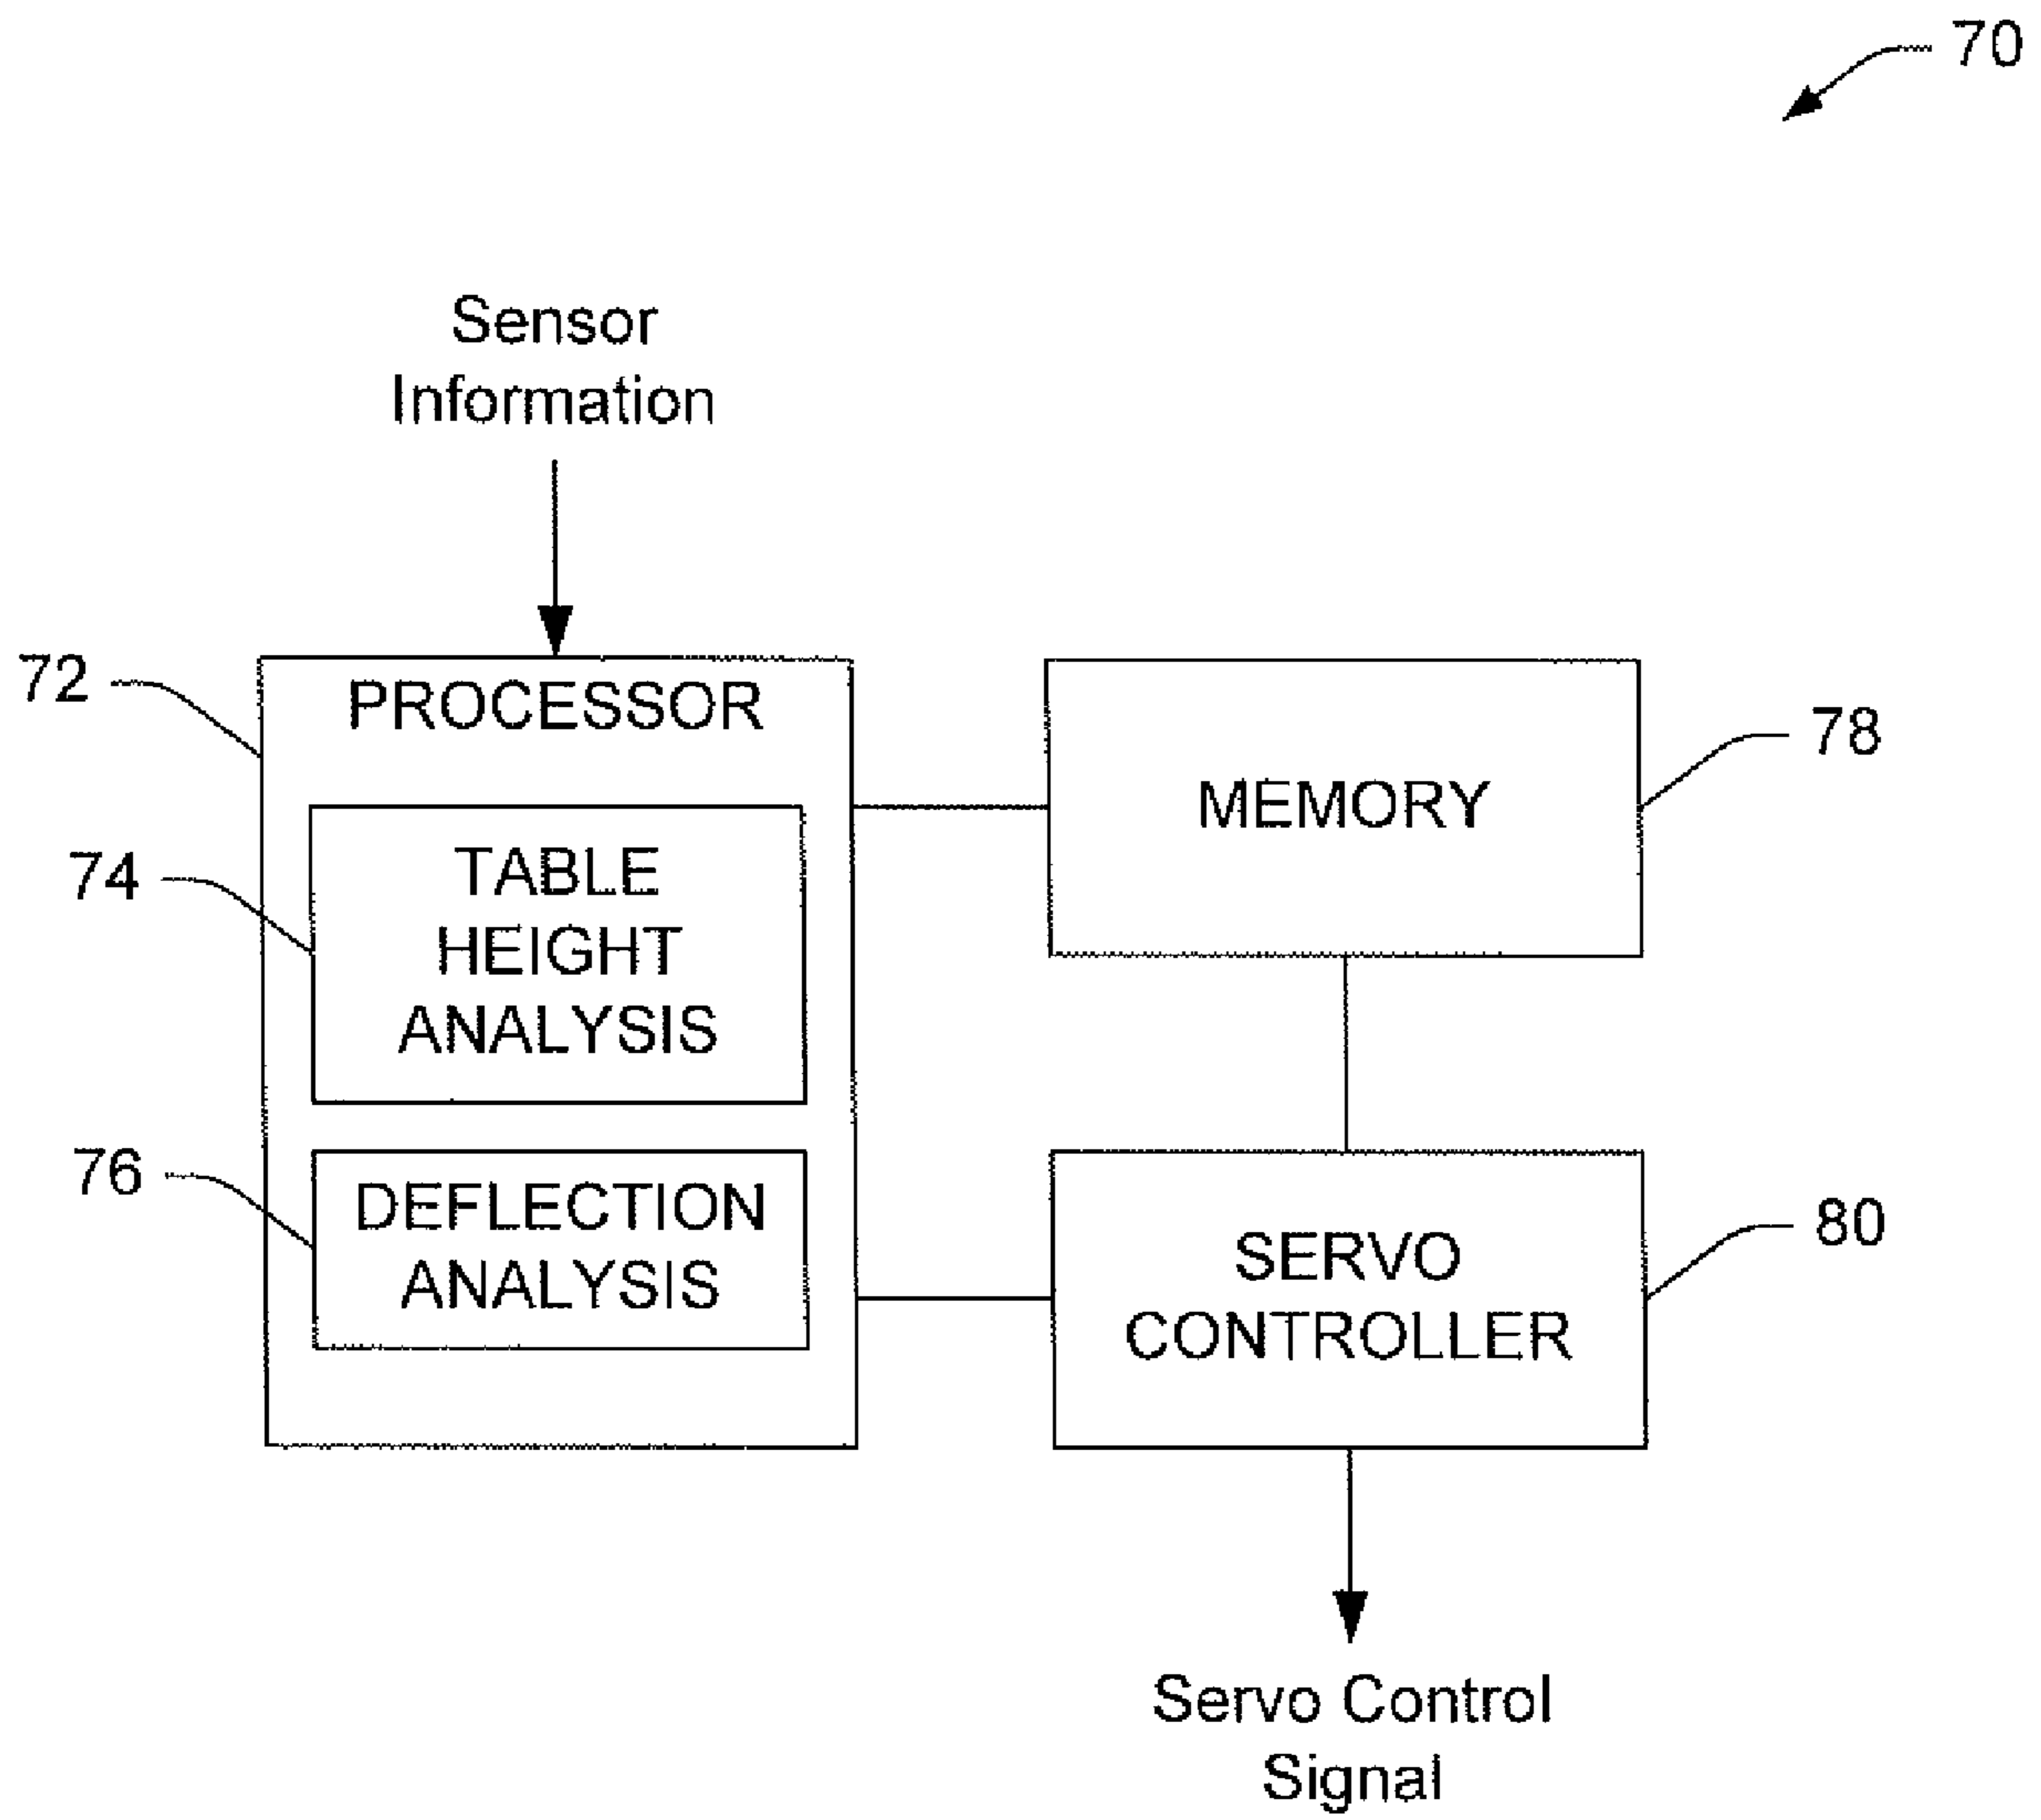 70
Sensor
Information
72
PROCESSOR
74
TABLE
HEIGHT
ANALYSIS
76
DEFLECTION
ANALYSIS
MEMORY
78
SERVO
CONTROLLER
80
Servo Control
Signal